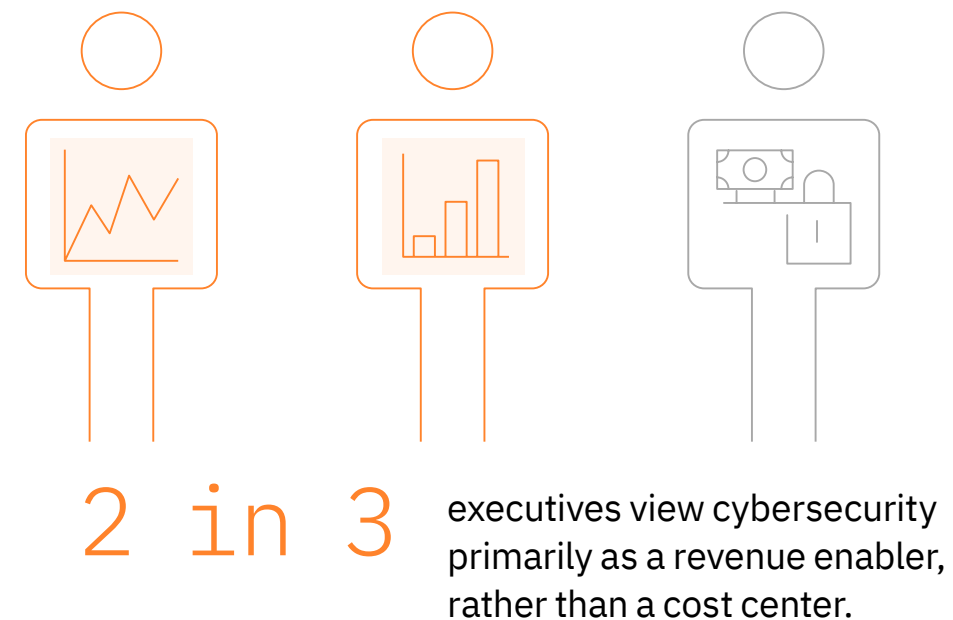 2 in 3
executives view cybersecurity
primarily as a revenue enabler,
rather than a cost center.